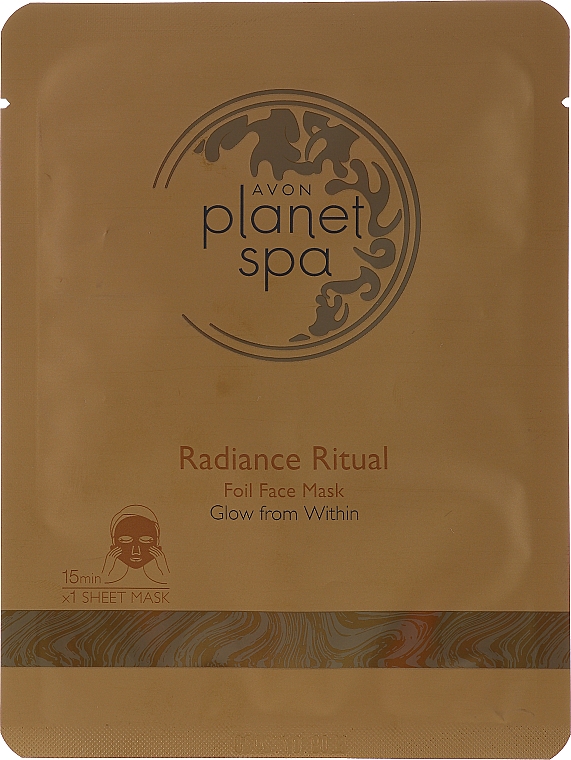 AVON
planet
spa
Radiance Ritual
Foil Face Mask
Glow from Within
15min
x1 SHEET MASK